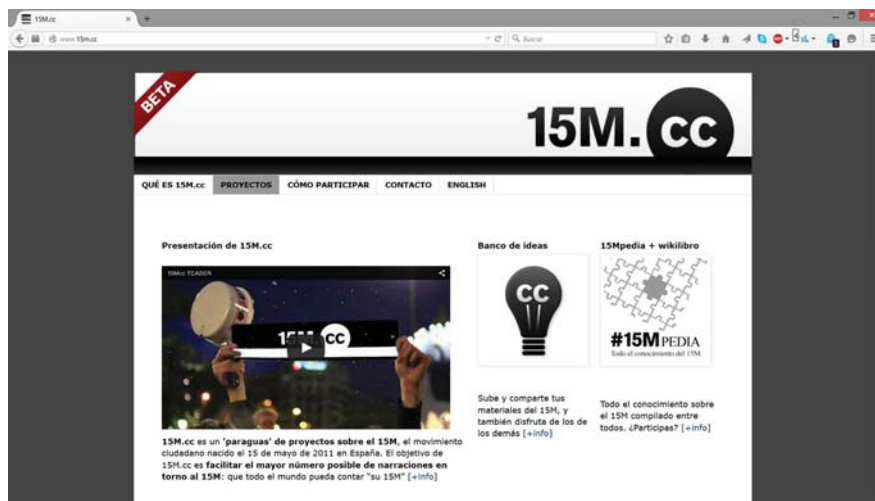 15M.cc
www.15m.cc
Buscar
BETA
15M.cc
QUÉ ES 15M.cc PROYECTOS CÓMO PARTICIPAR CONTACTO ENGLISH
Presentación de 15M.cc
15Mcc TEASER
15M.cc
15M.cc es un 'paraguas' de proyectos sobre el 15M, el movimiento
ciudadano nacido el 15 de mayo de 2011 en España. El objetivo de
15M.cc es facilitar el mayor número posible de narraciones en
torno al 15M: que todo el mundo pueda contar "su 15M" [+info]
Banco de ideas
CC
Sube y comparte tus
materiales del 15M, y
también disfruta de los de
los demás [+info]
15Mpedia + wikilibro
#15MPEDIA
Todo el conocimiento del 15M
Todo el conocimiento sobre
el 15M compilado entre
todos. ¿Participas? [+info]